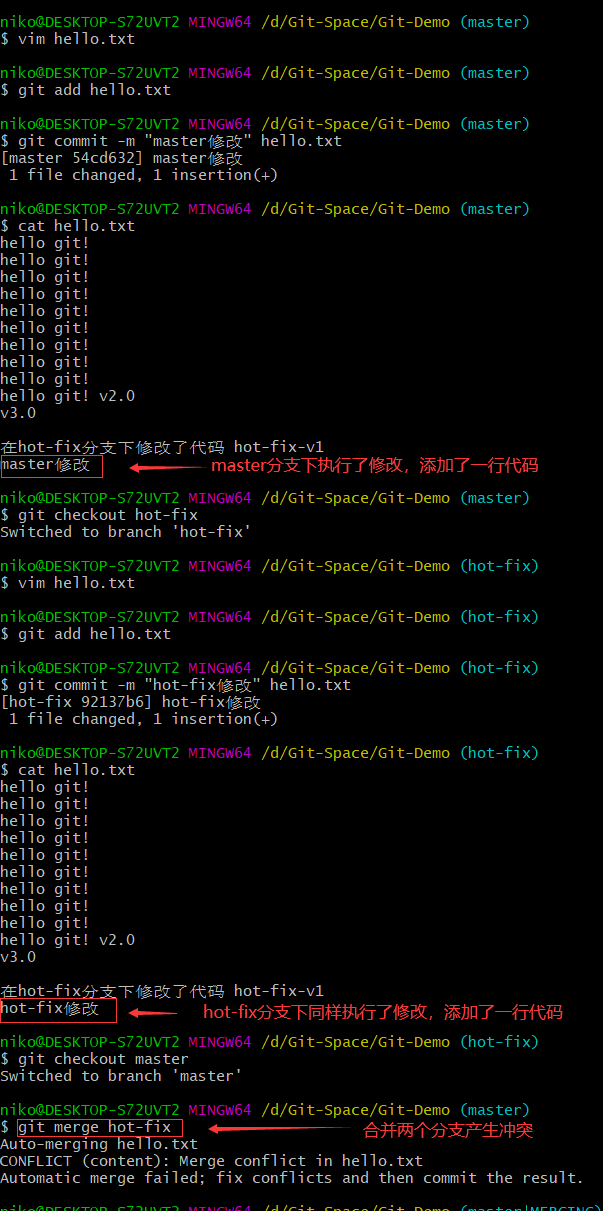 niko@DESKTOP-S72UVT2 MINGW64 /d/Git-Space/Git-Demo (master)
$ vim hello.txt
niko@DESKTOP-S72UVT2 MINGW64 /d/Git-Space/Git-Demo (master)
$ git add hello.txt
niko@DESKTOP-S72UVT2 MINGW64 /d/Git-Space/Git-Demo (master)
$ git commit -m "master修改" hello.txt
[master 54cd632] master修改
1 file changed, 1 insertion(+)
niko@DESKTOP-S72UVT2 MINGW64 /d/Git-Space/Git-Demo (master)
$ cat hello.txt
hello git!
hello git!
hello git!
hello git!
hello git!
hello git!
hello git!
hello git!
hello git!
hello git! v2.0
v3.0
在hot-fix分支下修改了代码 hot-fix-v1
master修改 master分支下执行了修改，添加了一行代码
niko@DESKTOP-S72UVT2 MINGW64 /d/Git-Space/Git-Demo (master)
$ git checkout hot-fix
Switched to branch 'hot-fix'
niko@DESKTOP-S72UVT2 MINGW64 /d/Git-Space/Git-Demo (hot-fix)
$ vim hello.txt
niko@DESKTOP-S72UVT2 MINGW64 /d/Git-Space/Git-Demo (hot-fix)
$ git add hello.txt
niko@DESKTOP-S72UVT2 MINGW64 /d/Git-Space/Git-Demo (hot-fix)
$ git commit -m "hot-fix修改" hello.txt
[hot-fix 92137b6] hot-fix修改
1 file changed, 1 insertion(+)
niko@DESKTOP-S72UVT2 MINGW64 /d/Git-Space/Git-Demo (hot-fix)
$ cat hello.txt
hello git!
hello git!
hello git!
hello git!
hello git!
hello git!
hello git!
hello git!
hello git!
hello git! v2.0
v3.0
在hot-fix分支下修改了代码 hot-fix-v1
hot-fix修改 hot-fix分支下同样执行了修改，添加了一行代码
niko@DESKTOP-S72UVT2 MINGW64 /d/Git-Space/Git-Demo (hot-fix)
$ git checkout master
Switched to branch 'master'
niko@DESKTOP-S72UVT2 MINGW64 /d/Git-Space/Git-Demo (master)
$ git merge hot-fix 合并两个分支产生冲突
Auto-merging hello.txt
CONFLICT (content): Merge conflict in hello.txt
Automatic merge failed; fix conflicts and then commit the result.
niko@DESKTOP-S72UVT2 MINGW64 /d/Git-Space/Git-Demo (master|MERGING)